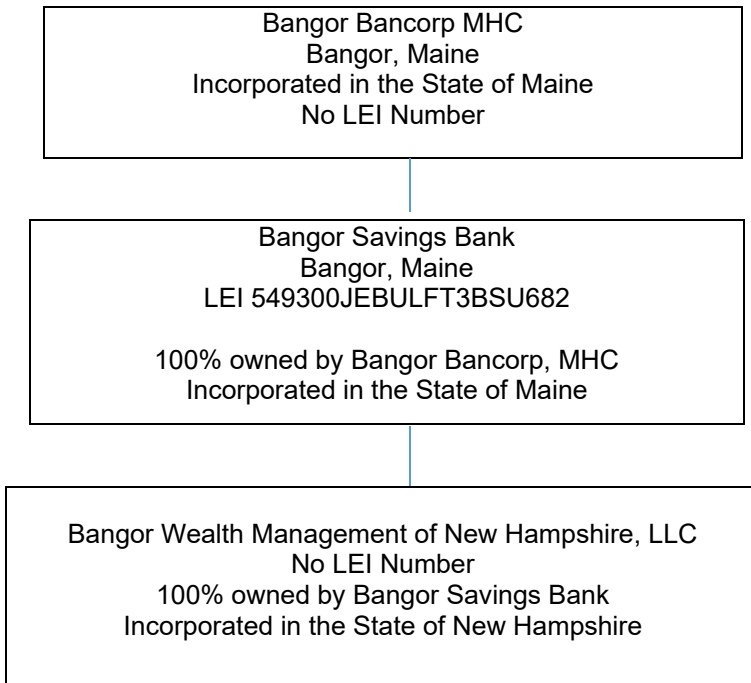 Bangor Bancorp MHC
Bangor, Maine
Incorporated in the State of Maine
No LEI Number
Bangor Savings Bank
Bangor, Maine
LEI 549300JEBULFT3BSU682
100% owned by Bangor Bancorp, MHC
Incorporated in the State of Maine
Bangor Wealth Management of New Hampshire, LLC
No LEI Number
100% owned by Bangor Savings Bank
Incorporated in the State of New Hampshire